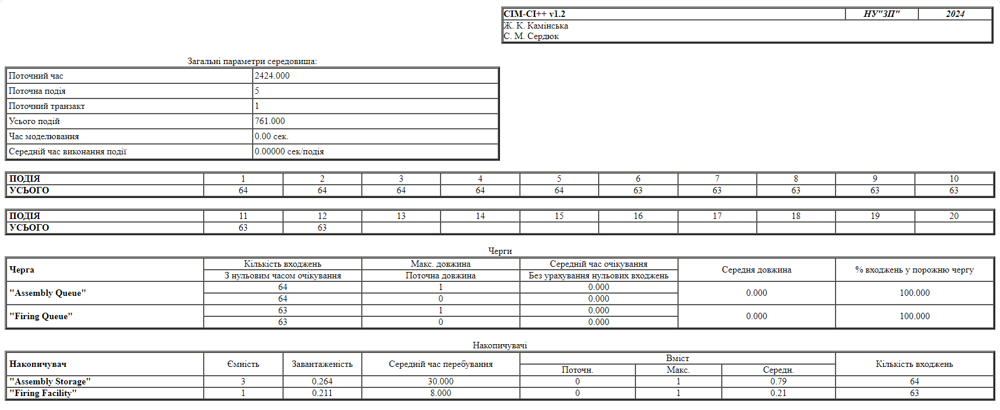 СІМ-СІ++ v1.2 НУ"ЗП" 2024
Ж. К. Камінська
С. М. Сердюк
Загальні параметри середовища:
Поточний час 2424.000
Поточна подія 5
Поточний транзакт 1
Усього подій 761.000
Час моделювання 0.00 сек.
Середній час виконання події 0.00000 сек/подія
ПОДІЯ 1 2 3 4 5 6 7 8 9 10
УСЬОГО 64 64 64 64 64 63 63 63 63 63
ПОДІЯ 11 12 13 14 15 16 17 18 19 20
УСЬОГО 63 63
Черги
Черга Кількість входжень Макс. довжина Середній час очікування Середня довжина % входжень у порожню чергу
З нульовим часом очікування Поточна довжина Без урахування нульових входжень
"Assembly Queue" 64 1 0.000 0.000 100.000
64 0 0.000
"Firing Queue" 63 1 0.000 0.000 100.000
63 0 0.000
Накопичувачі
Накопичувач Ємність Завантаженість Середній час перебування Вміст Кількість входжень
Поточн. Макс. Середн.
"Assembly Storage" 3 0.264 30.000 0 1 0.79 64
"Firing Facility" 1 0.211 8.000 0 1 0.21 63